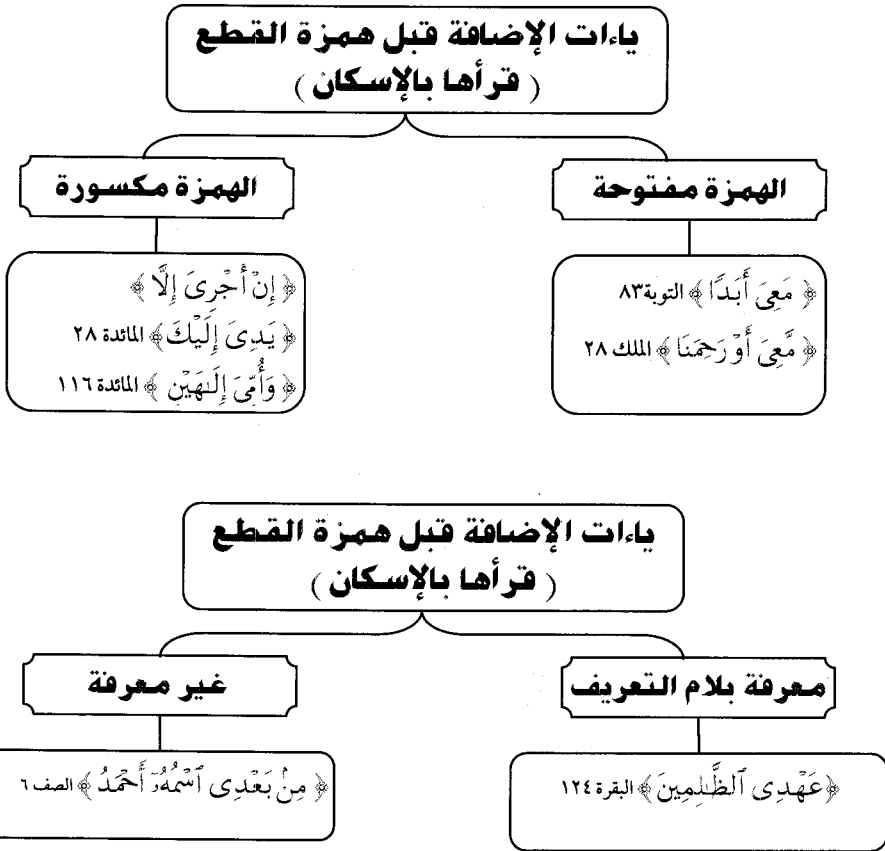 ياءات الإضافة قبل همزة القطع
( قرأها بالإسكان )
الهمزة مفتوحة
﴿ مَعِىَ أَبَدًا ﴾ التوبة ٨٣
﴿ مَّعِىَ أَوْ رَحِمَنَا ﴾ الملك ٢٨
الهمزة مكسورة
﴿ إِنْ أَجْرِىَ إِلَّا ﴾
﴿ يَدِىَ إِلَيْكَ ﴾ المائدة ٢٨
﴿ وَأُمِّىَ إِلَـٰهَيْنِ ﴾ المائدة ١١٦
ياءات الإضافة قبل همزة القطع
( قرأها بالإسكان )
معرفة بلام التعريف
﴿ عَهْدِى ٱلظَّـٰلِمِينَ ﴾ البقرة ١٢٤
غير معرفة
﴿ مِنۢ بَعْدِى ٱسْمُهُۥٓ أَحْمَدُ ﴾ الصف ٦